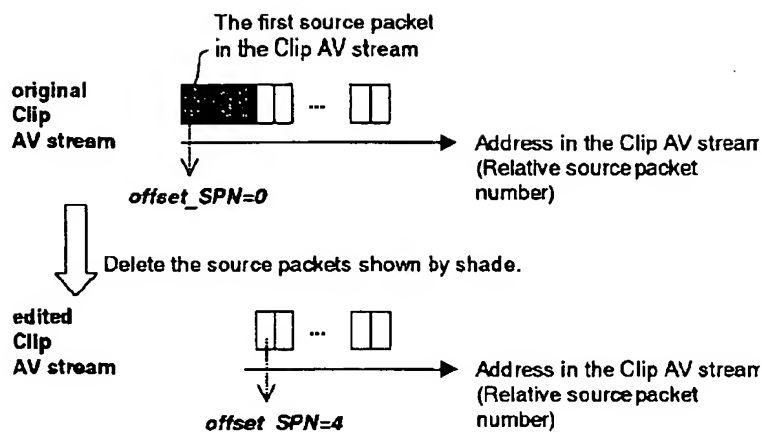 The first source packet
in the Clip AV stream
original
Clip
AV stream
...
Address in the Clip AV stream
(Relative source packet
number)
offset_SPN=0
Delete the source packets shown by shade.
edited
Clip
AV stream
...
Address in the Clip AV stream
(Relative source packet
number)
offset SPN=4